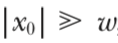 |x₀| ⩾ w,